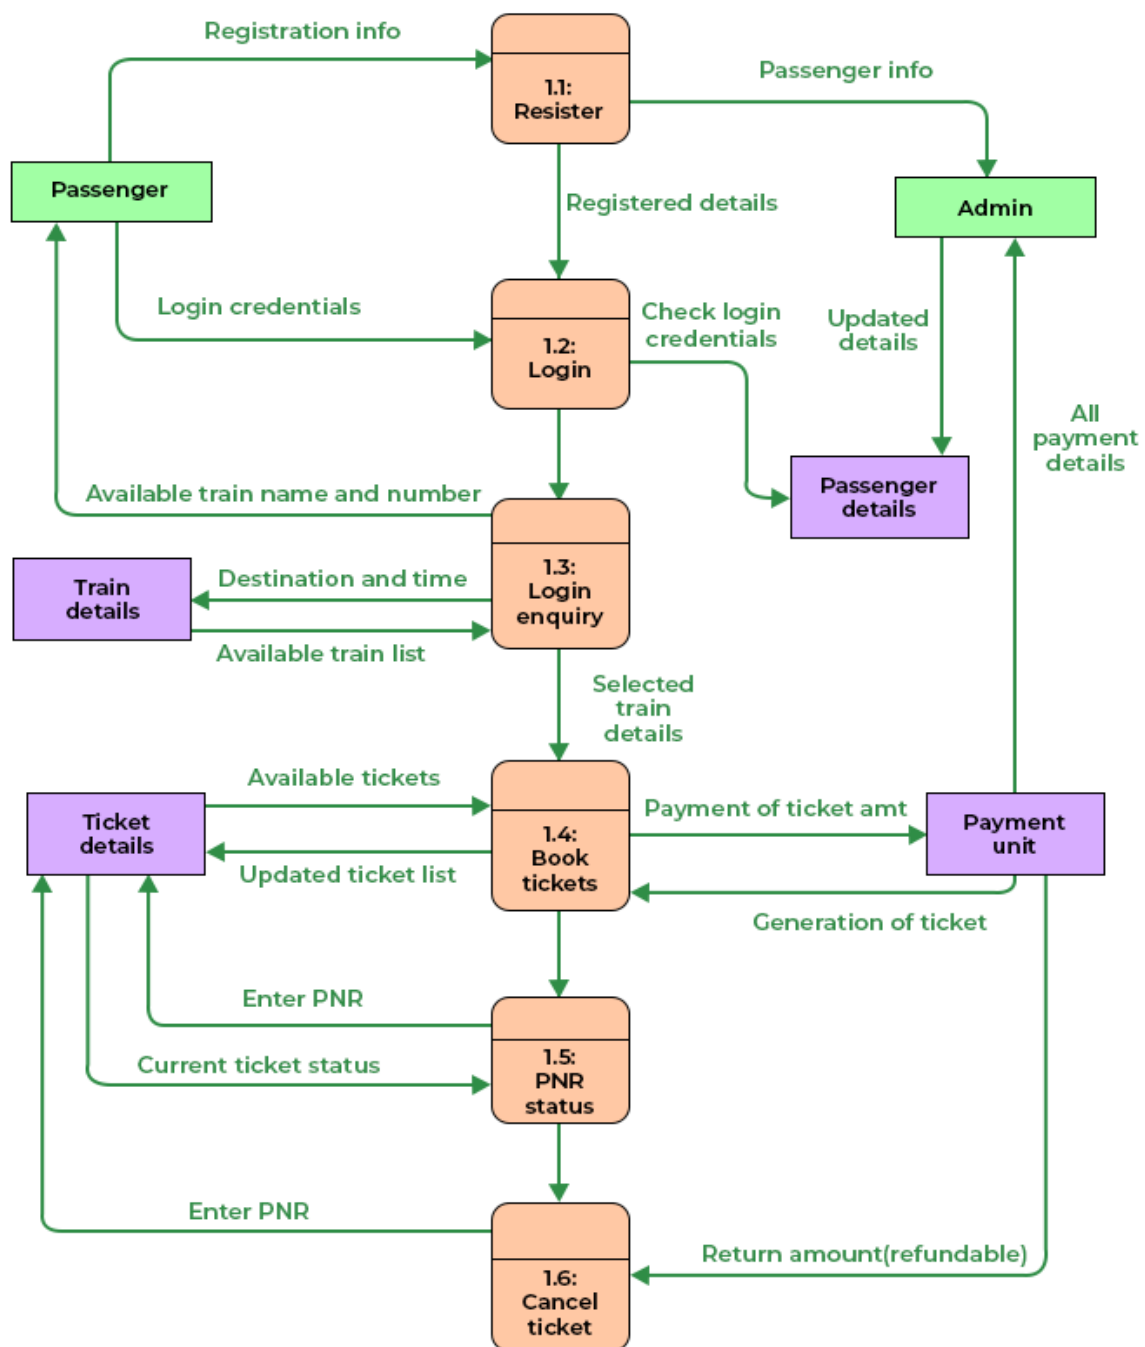 Registration info
1.1:
Resister
Passenger info
Passenger
Admin
Registered details
Login credentials
1.2:
Login
Check login
credentials
Updated
details
All
payment
details
Passenger
details
Available train name and number
1.3:
Login
enquiry
Train
details
Destination and time
Available train list
Selected
train
details
Available tickets
Ticket
details
Updated ticket list
1.4:
Book
tickets
Payment of ticket amt
Payment
unit
Generation of ticket
Enter PNR
Current ticket status
1.5:
PNR
status
Enter PNR
Return amount(refundable)
1.6:
Cancel
ticket